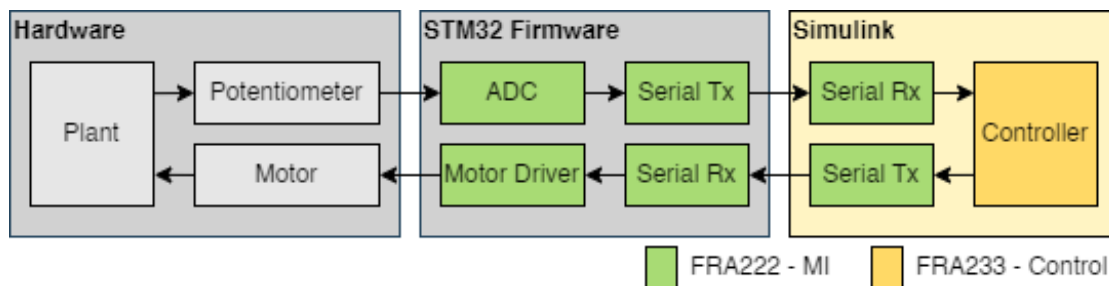 Hardware
STM32 Firmware
Simulink
Plant
Potentiometer
ADC
Serial Tx
Serial Rx
Controller
Motor
Motor Driver
Serial Rx
Serial Tx
FRA222 - MI
FRA233 - Control